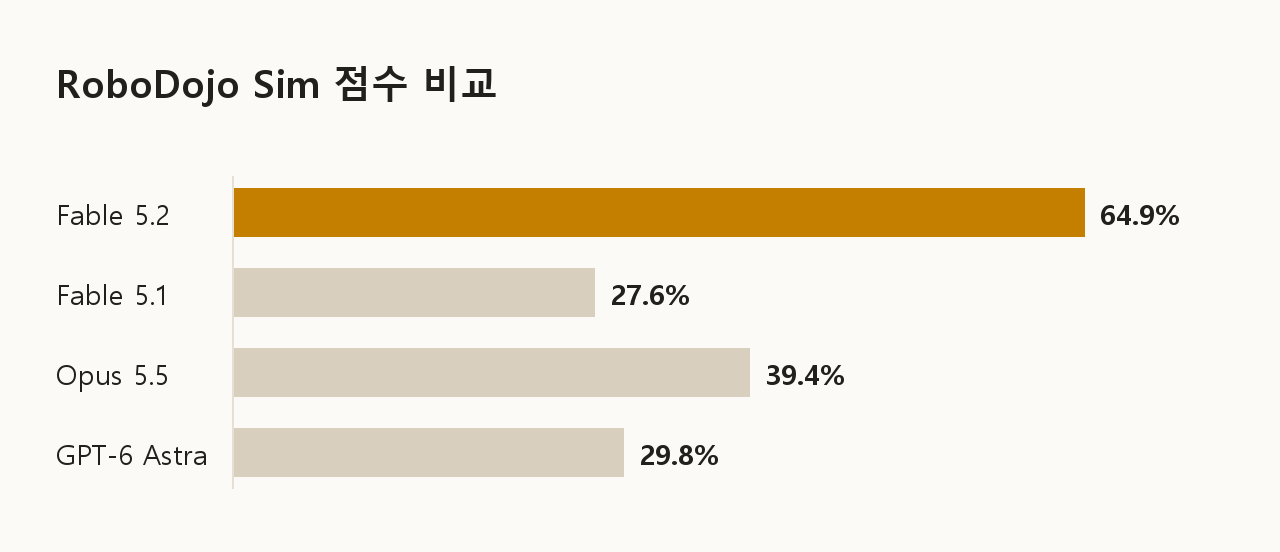 RoboDojo Sim 점수 비교
Fable 5.2 64.9%
Fable 5.1 27.6%
Opus 5.5 39.4%
GPT-6 Astra 29.8%